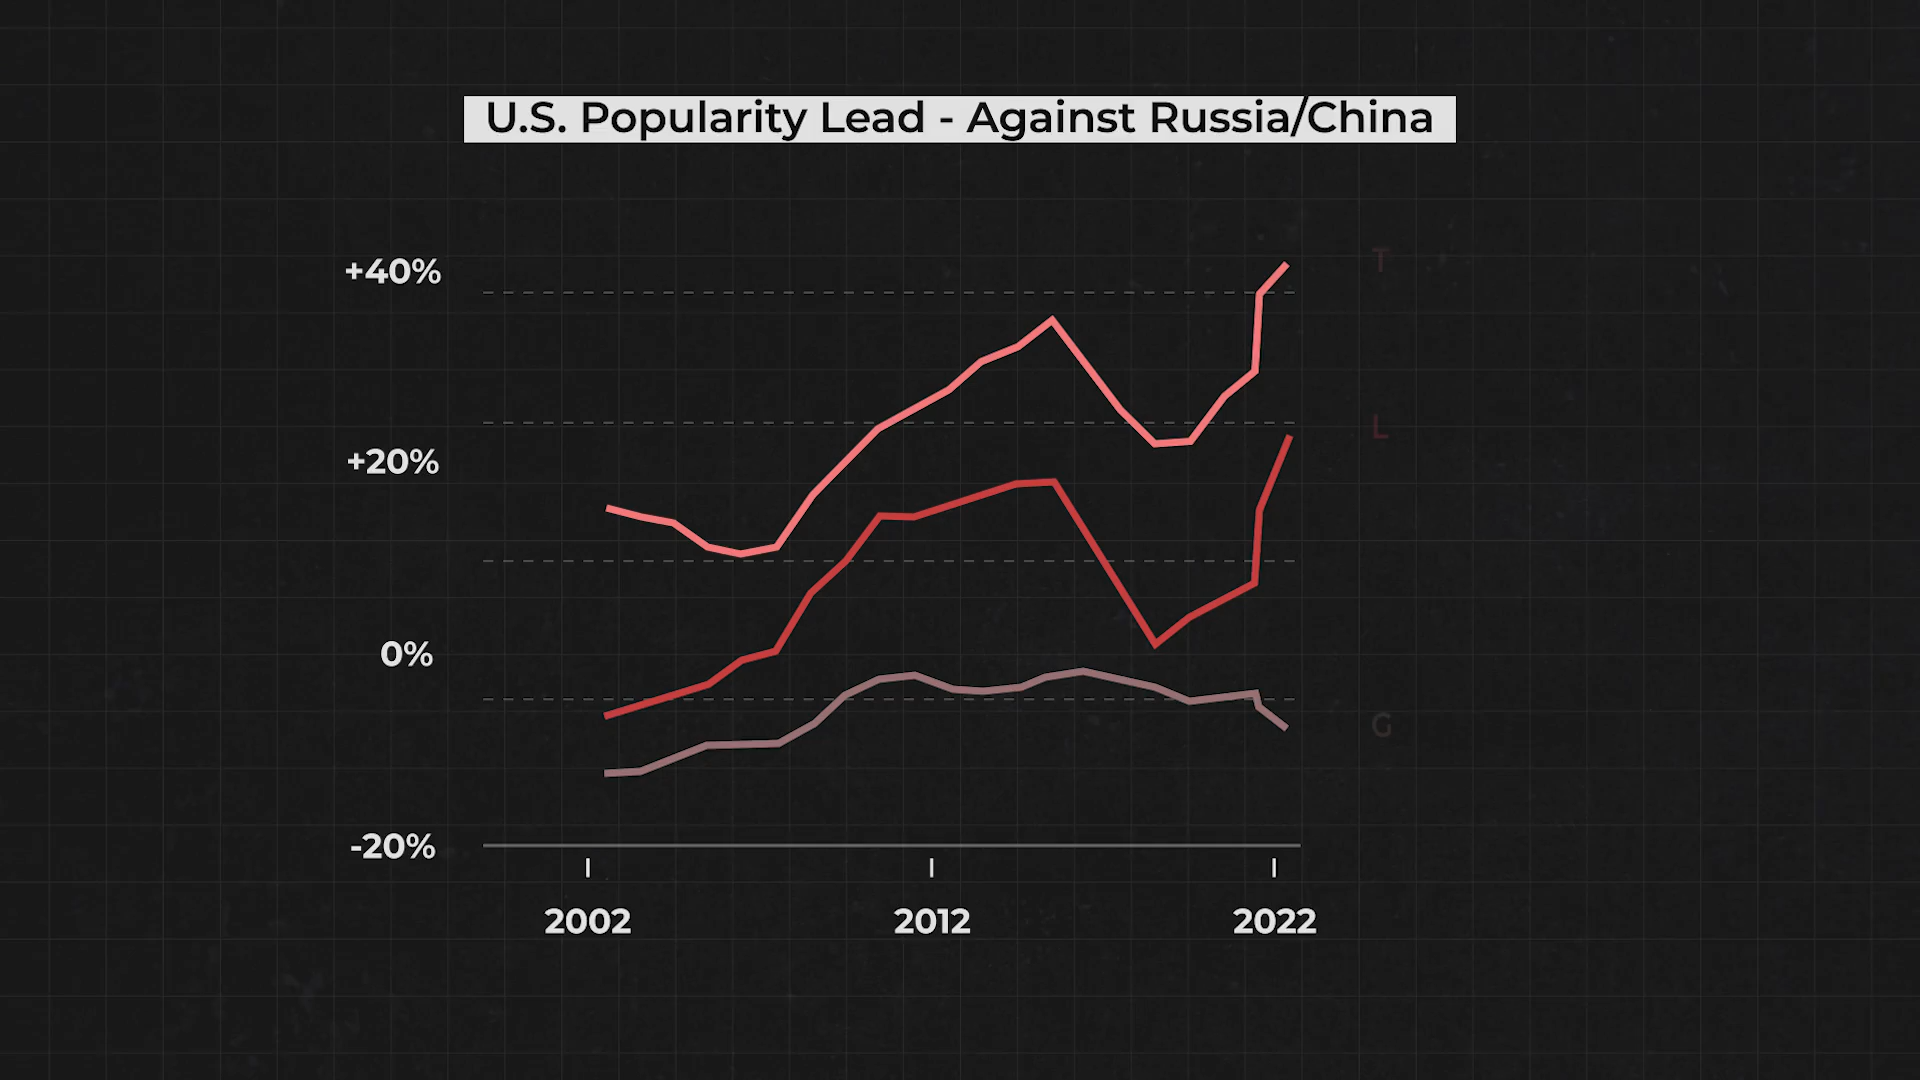 U.S. Popularity Lead - Against Russia/China
+40%
T
L
+20%
0%
G
-20%
2002 2012 2022